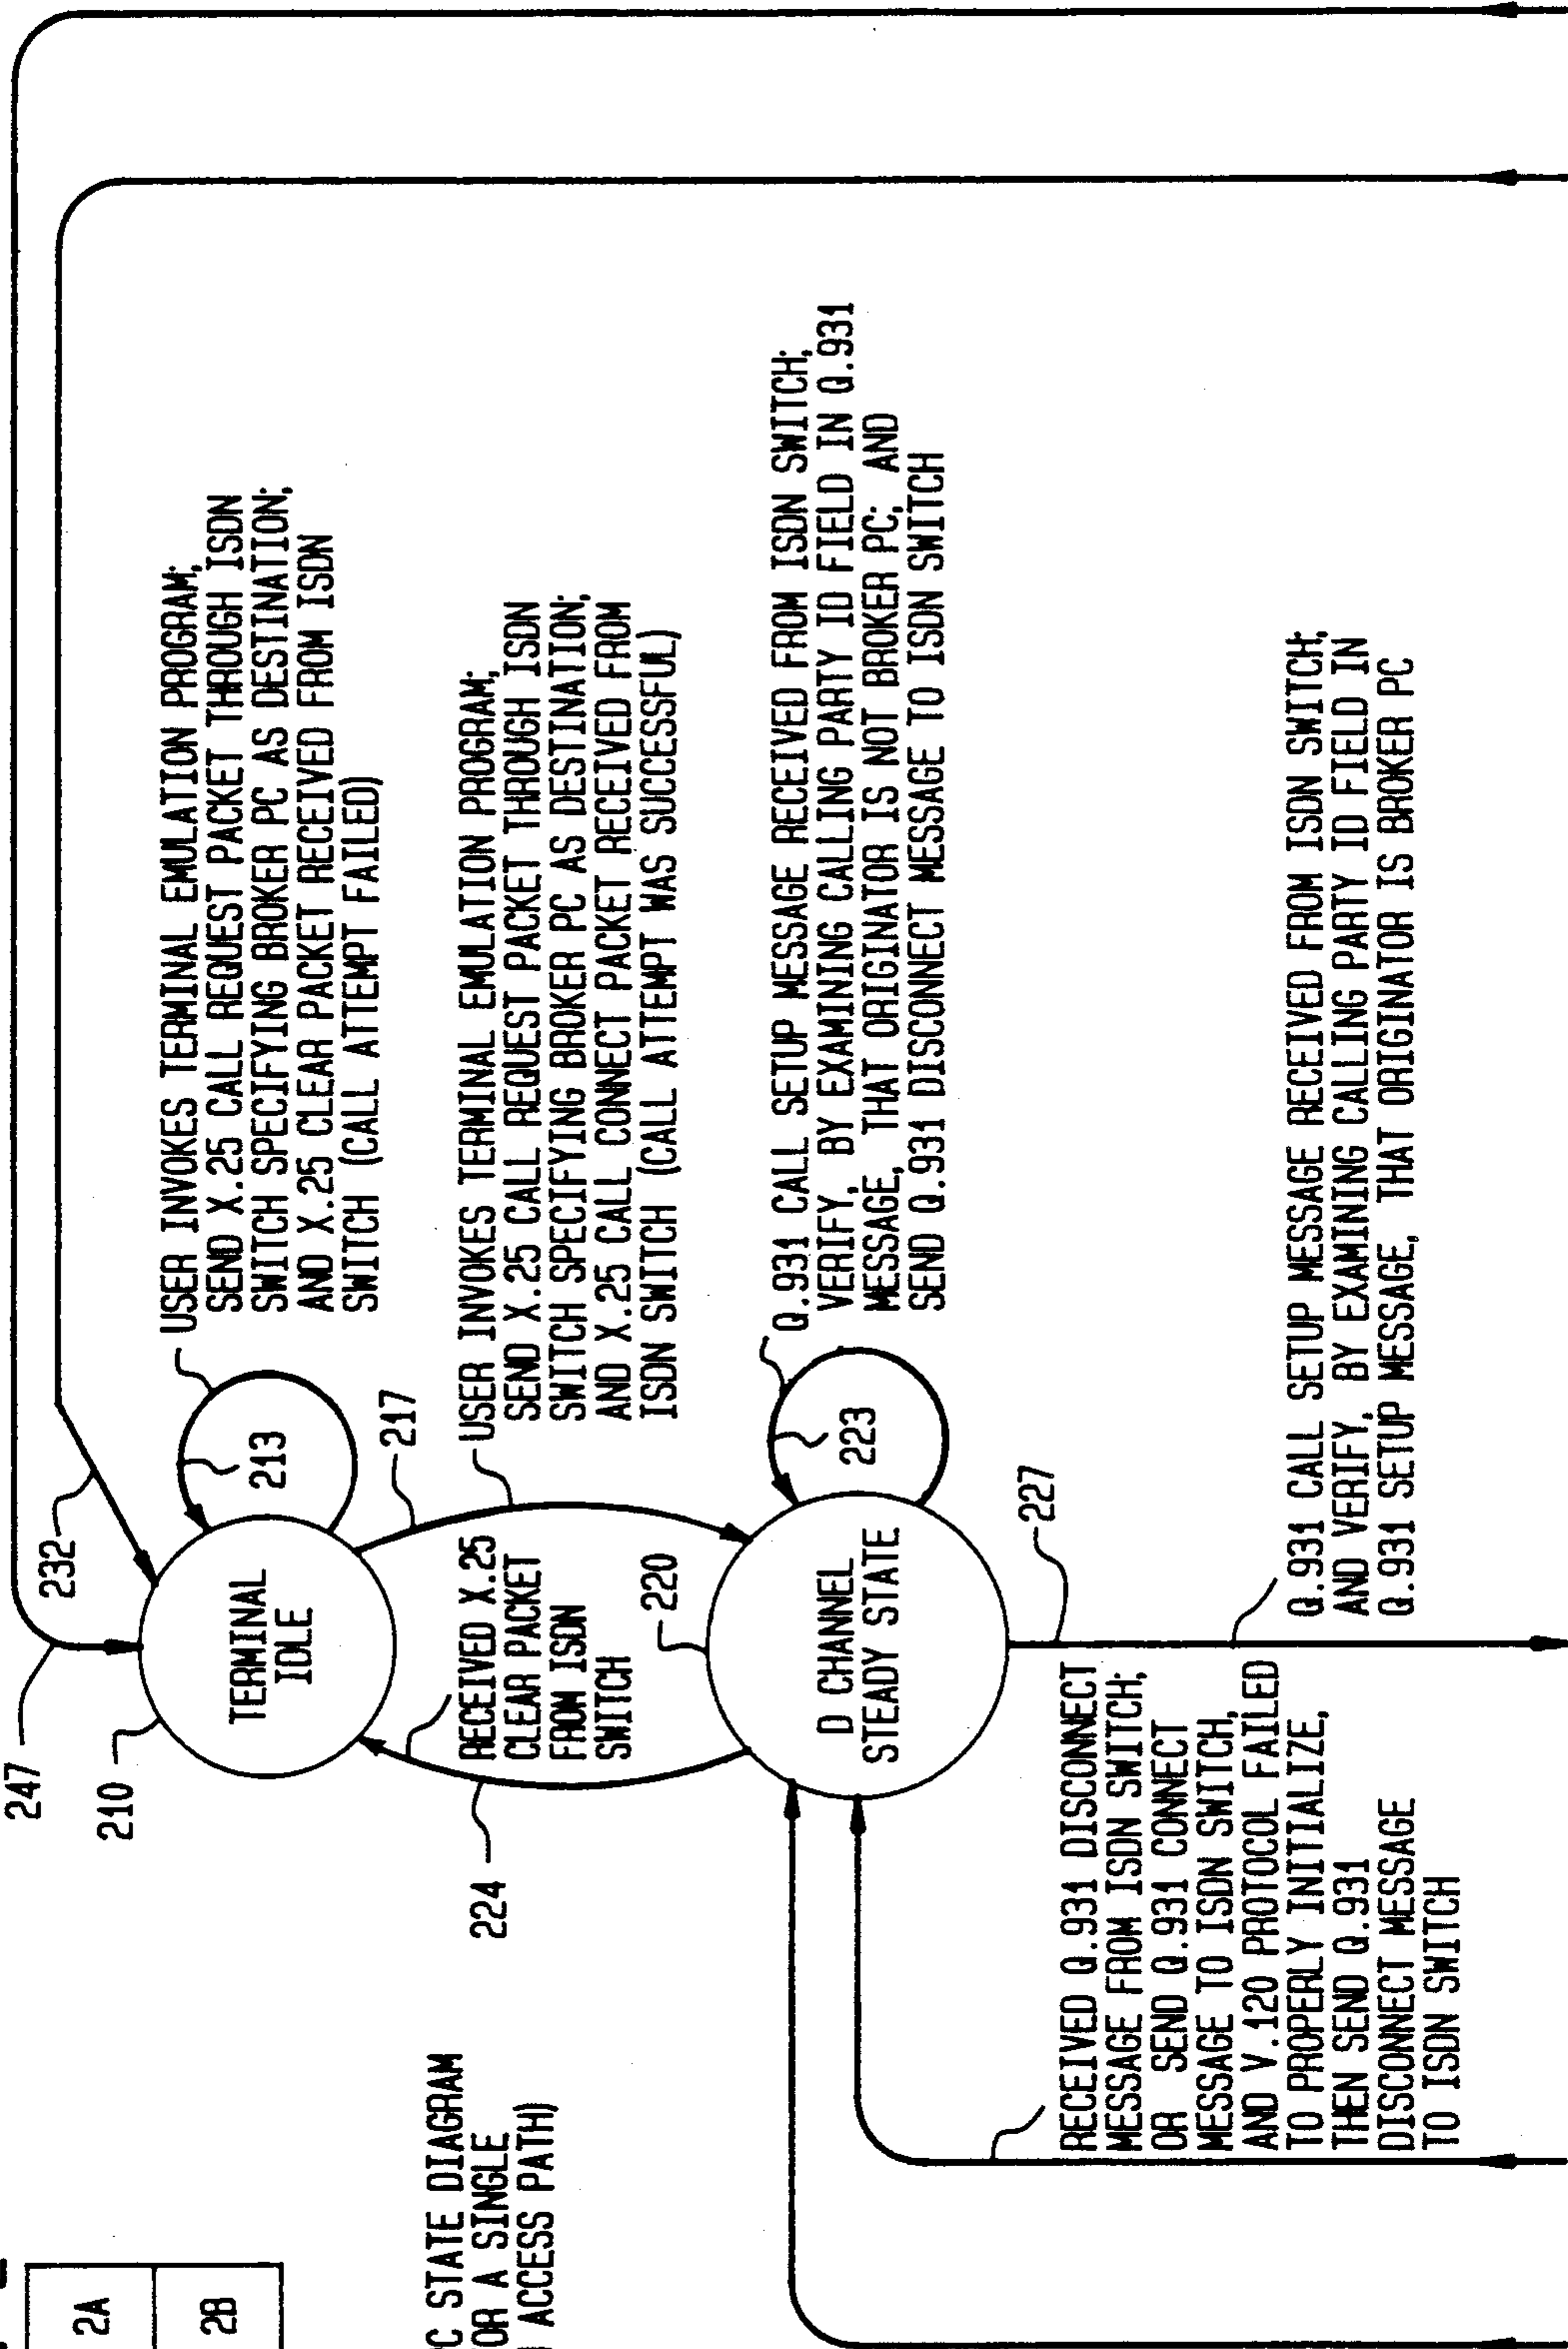 2A
2B
C STATE DIAGRAM
OR A SINGLE
ACCESS PATH)
247
232
210
TERMINAL
IDLE
213
USER INVOKES TERMINAL EMULATION PROGRAM;
SEND X.25 CALL REQUEST PACKET THROUGH ISDN
SWITCH SPECIFYING BROKER PC AS DESTINATION;
AND X.25 CLEAR PACKET RECEIVED FROM ISDN
SWITCH (CALL ATTEMPT FAILED)
217
USER INVOKES TERMINAL EMULATION PROGRAM;
SEND X.25 CALL REQUEST PACKET THROUGH ISDN
SWITCH SPECIFYING BROKER PC AS DESTINATION;
AND X.25 CALL CONNECT PACKET RECEIVED FROM
ISDN SWITCH (CALL ATTEMPT WAS SUCCESSFUL)
224
RECEIVED X.25
CLEAR PACKET
FROM ISDN
SWITCH
220
D CHANNEL
STEADY STATE
223
Q.931 CALL SETUP MESSAGE RECEIVED FROM ISDN SWITCH;
VERIFY, BY EXAMINING CALLING PARTY ID FIELD IN Q.931
MESSAGE, THAT ORIGINATOR IS NOT BROKER PC; AND
SEND Q.931 DISCONNECT MESSAGE TO ISDN SWITCH
227
RECEIVED Q.931 DISCONNECT
MESSAGE FROM ISDN SWITCH;
OR SEND Q.931 CONNECT
MESSAGE TO ISDN SWITCH,
AND V.120 PROTOCOL FAILED
TO PROPERLY INITIALIZE,
THEN SEND Q.931
DISCONNECT MESSAGE
TO ISDN SWITCH
Q.931 CALL SETUP MESSAGE RECEIVED FROM ISDN SWITCH;
AND VERIFY, BY EXAMINING CALLING PARTY ID FIELD IN
Q.931 SETUP MESSAGE, THAT ORIGINATOR IS BROKER PC